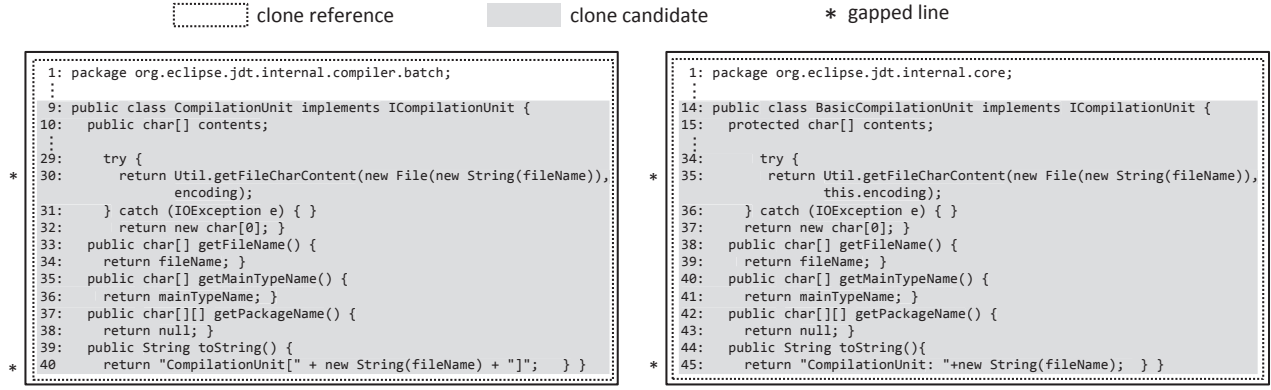 clone reference clone candidate * gapped line
1: package org.eclipse.jdt.internal.compiler.batch;
⋮
9: public class CompilationUnit implements ICompilationUnit {
10: public char[] contents;
⋮
29: try {
* 30: return Util.getFileCharContent(new File(new String(fileName)),
encoding);
31: } catch (IOException e) { }
32: return new char[0]; }
33: public char[] getFileName() {
34: return fileName; }
35: public char[] getMainTypeName() {
36: return mainTypeName; }
37: public char[][] getPackageName() {
38: return null; }
39: public String toString() {
* 40 return "CompilationUnit[" + new String(fileName) + "]"; } }
1: package org.eclipse.jdt.internal.core;
⋮
14: public class BasicCompilationUnit implements ICompilationUnit {
15: protected char[] contents;
⋮
34: try {
* 35: return Util.getFileCharContent(new File(new String(fileName)),
this.encoding);
36: } catch (IOException e) { }
37: return new char[0]; }
38: public char[] getFileName() {
39: return fileName; }
40: public char[] getMainTypeName() {
41: return mainTypeName; }
42: public char[][] getPackageName() {
43: return null; }
44: public String toString(){
* 45: return "CompilationUnit: "+new String(fileName); } }